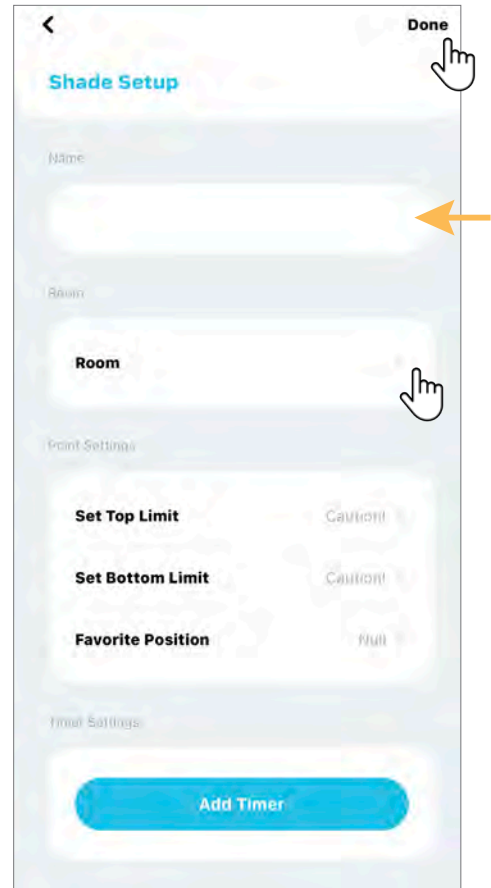 Done
Shade Setup
Name
Room
Room
Point Settings
Set Top Limit Caution!
Set Bottom Limit Caution!
Favorite Position Null
Timer Settings
Add Timer